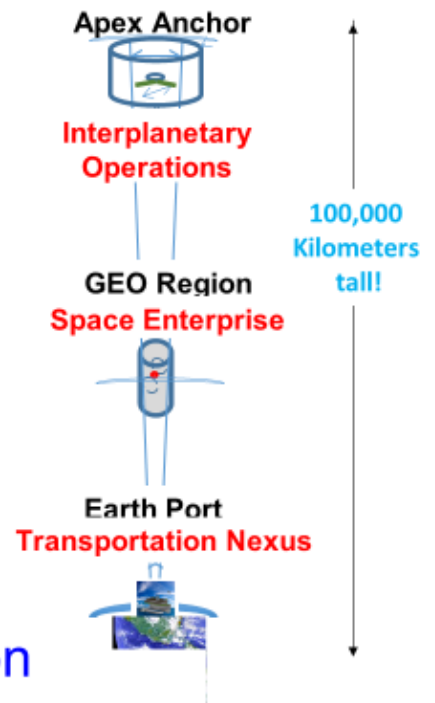 Apex Anchor
Interplanetary
Operations
100,000
Kilometers
tall!
GEO Region
Space Enterprise
Earth Port
Transportation Nexus